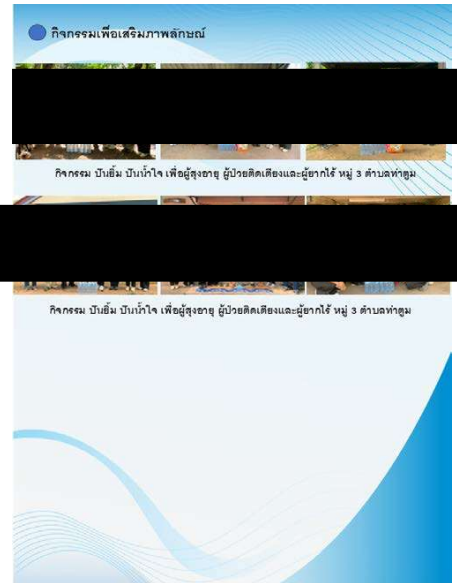 กิจกรรมเพื่อเสริมภาพลักษณ์
กิจกรรม ปันยิ้ม ปันน้ำใจ เพื่อผู้สูงอายุ ผู้ป่วยติดเตียงและผู้ยากไร้ หมู่ 3 ตำบลท่าตูม
กิจกรรม ปันยิ้ม ปันน้ำใจ เพื่อผู้สูงอายุ ผู้ป่วยติดเตียงและผู้ยากไร้ หมู่ 3 ตำบลท่าตูม